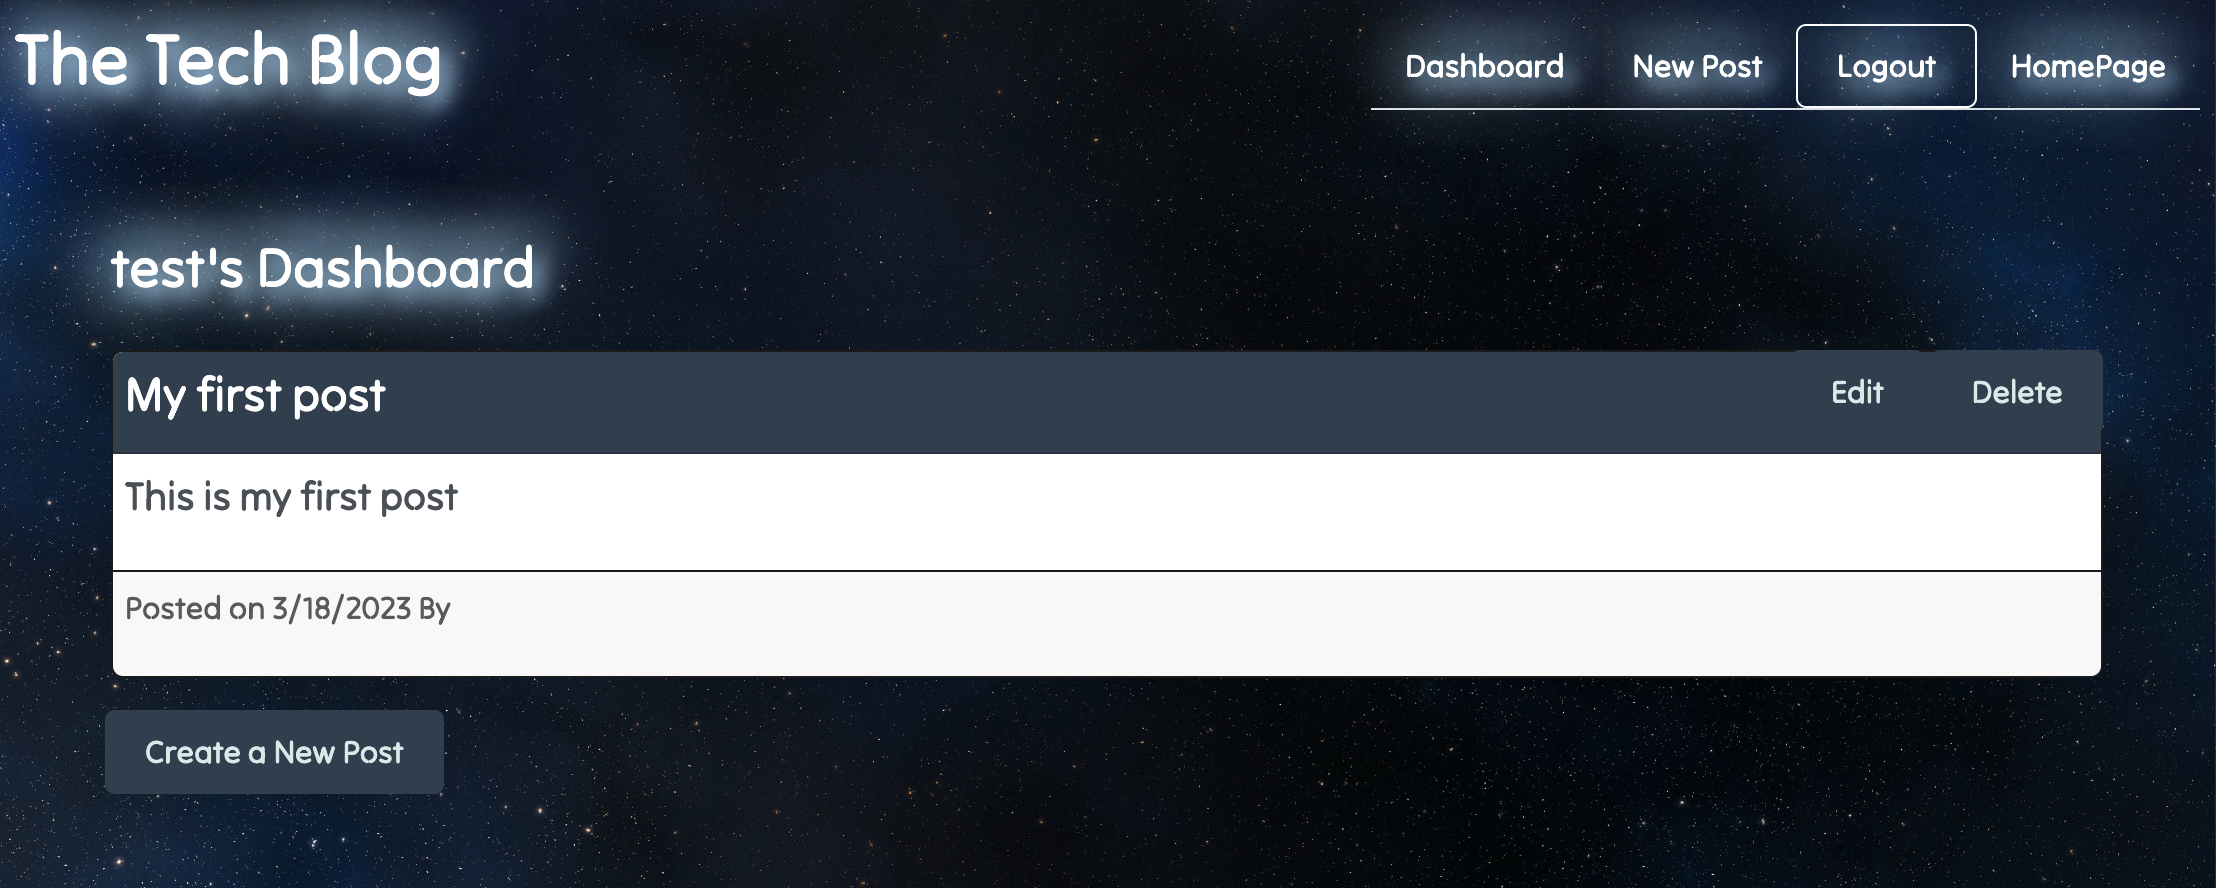 The Tech Blog
Dashboard New Post Logout HomePage
test's Dashboard
My first post
Edit Delete
This is my first post
Posted on 3/18/2023 By
Create a New Post